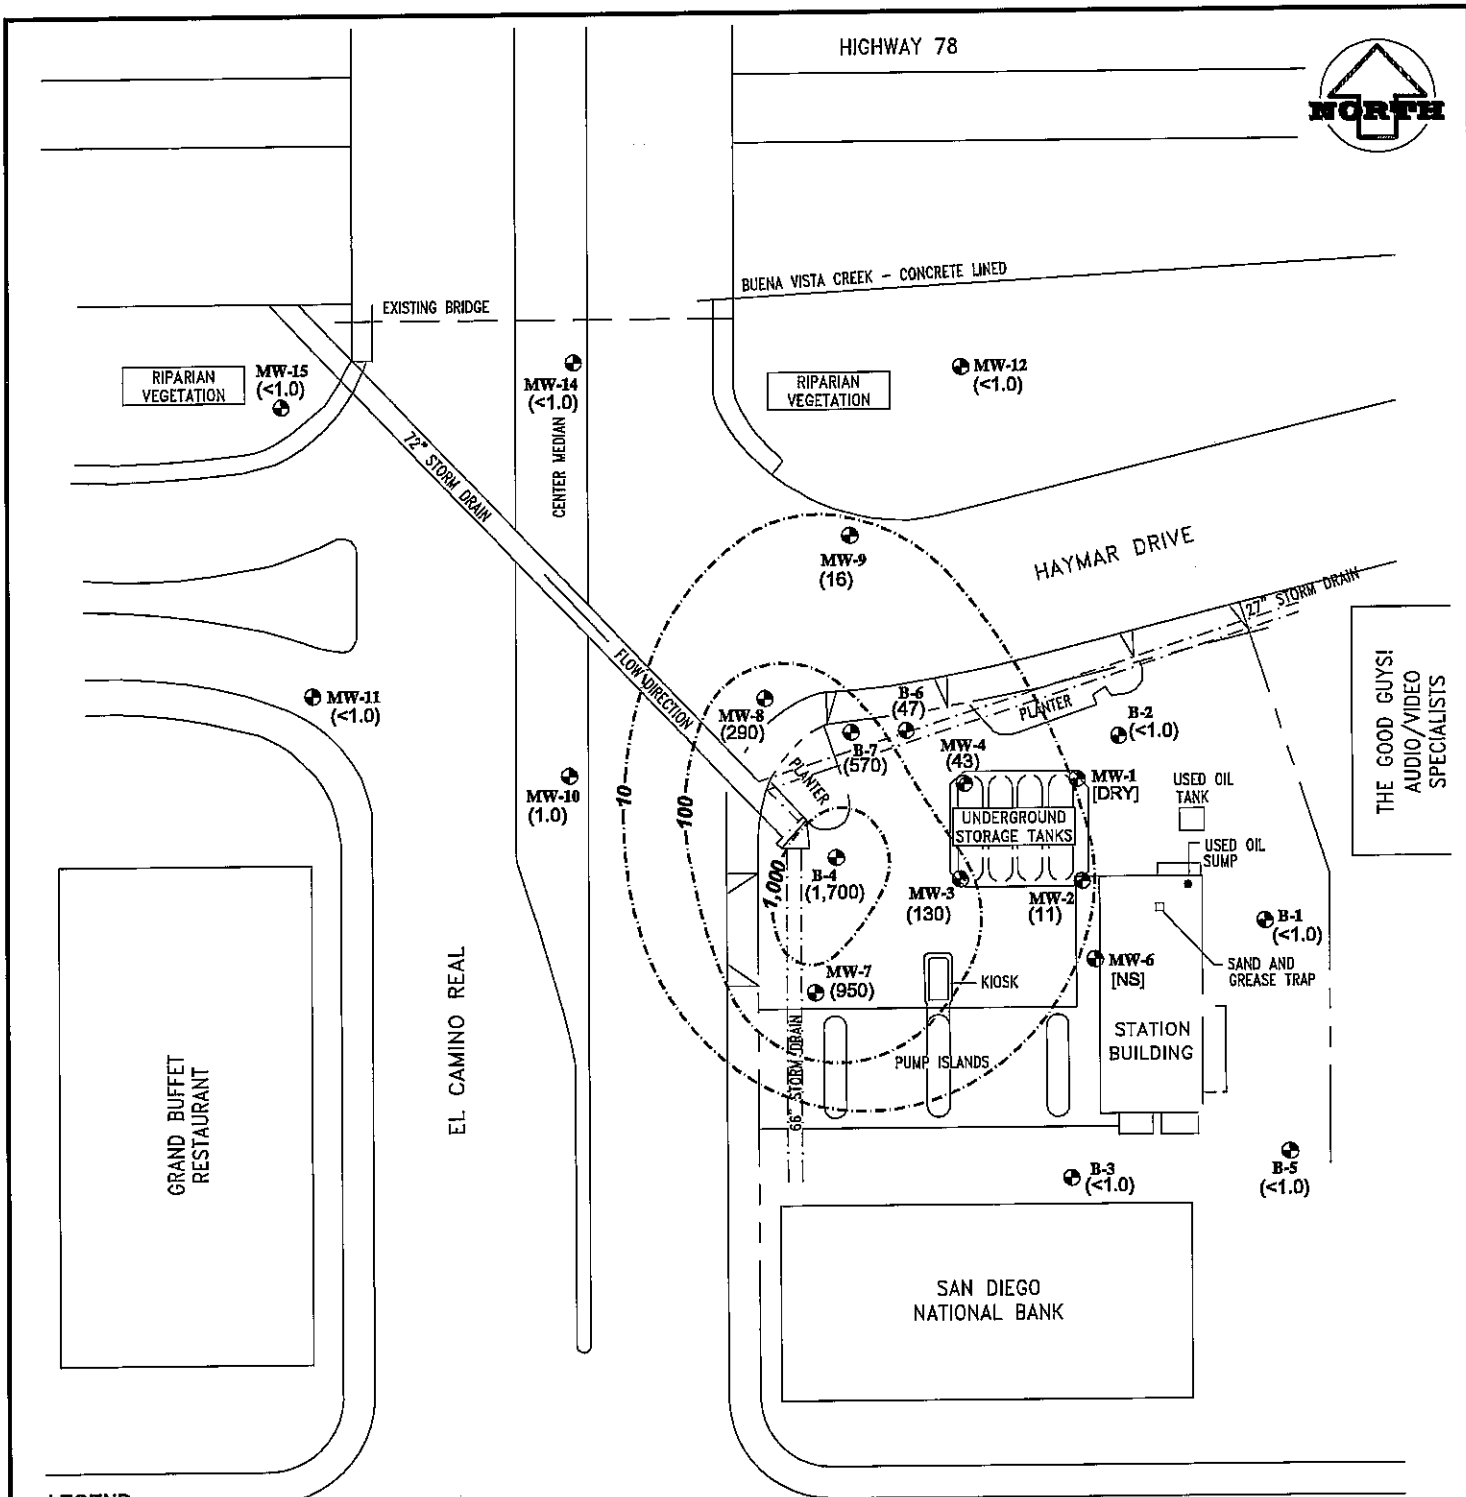 HIGHWAY 78
NORTH
BUENA VISTA CREEK - CONCRETE LINED
EXISTING BRIDGE
RIPARIAN
VEGETATION
MW-15
(<1.0)
MW-14
(<1.0)
CENTER MEDIAN
RIPARIAN
VEGETATION
MW-12
(<1.0)
72" STORM DRAIN
MW-9
(16)
HAYMAR DRIVE
27" STORM DRAIN
FLOW DIRECTION
MW-11
(<1.0)
MW-8
(290)
B-6
(47)
B-7
(570)
PLANTER
B-2
(<1.0)
MW-4
(43)
MW-1
[DRY]
USED OIL
TANK
THE GOOD GUYS!
AUDIO/VIDEO
SPECIALISTS
10
100
1,000
PLANTER
MW-10
(1.0)
UNDERGROUND
STORAGE TANKS
USED OIL
SUMP
B-4
(1,700)
MW-3
(130)
MW-2
(11)
B-1
(<1.0)
MW-6
[NS]
SAND AND
GREASE TRAP
MW-7
(950)
KIOSK
STATION
BUILDING
PUMP ISLANDS
66" STORM DRAIN
EL CAMINO REAL
GRAND BUFFET
RESTAURANT
B-3
(<1.0)
B-5
(<1.0)
SAN DIEGO
NATIONAL BANK
LEGEND